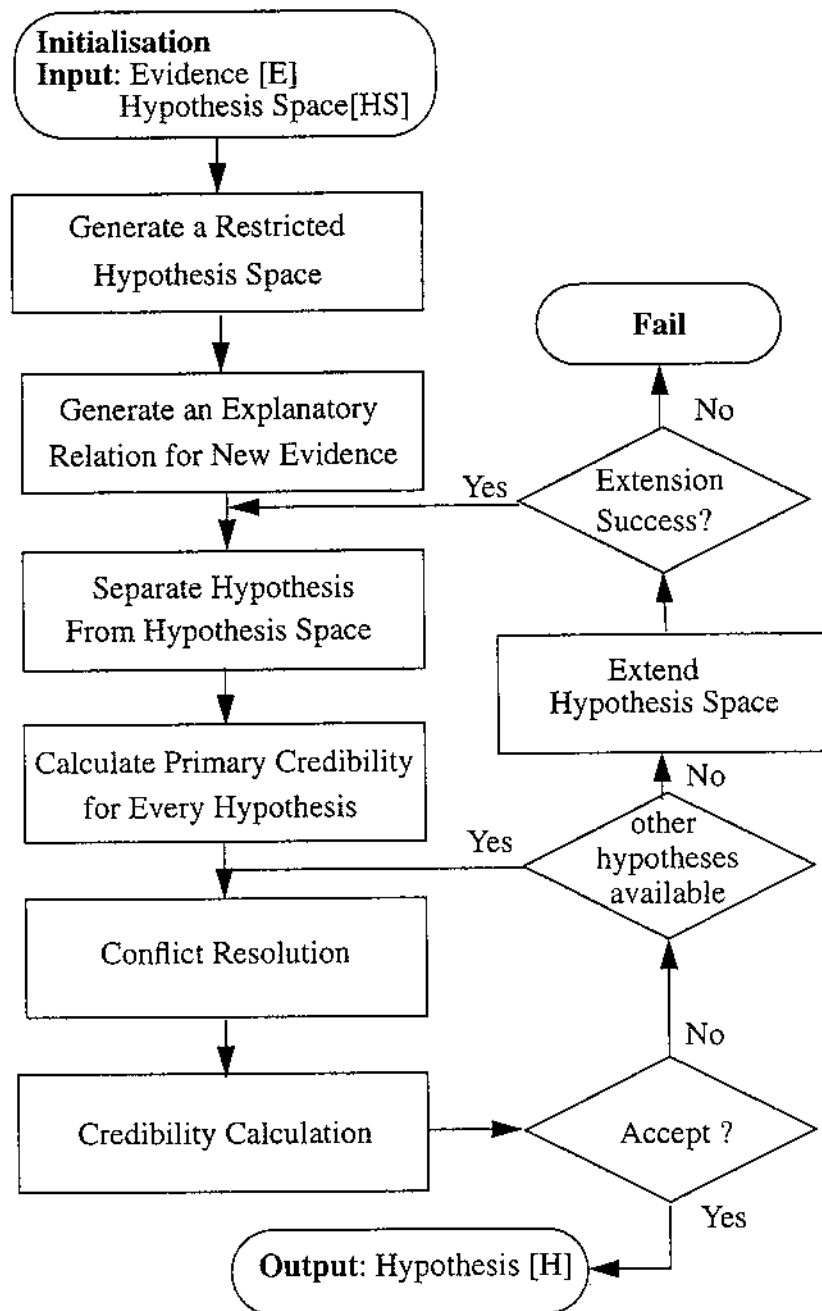 Initialisation
Input: Evidence [E]
Hypothesis Space[HS]
Generate a Restricted
Hypothesis Space
Generate an Explanatory
Relation for New Evidence
Separate Hypothesis
From Hypothesis Space
Calculate Primary Credibility
for Every Hypothesis
Conflict Resolution
Credibility Calculation
Accept ?
Yes
Output: Hypothesis [H]
No
other
hypotheses
available
Yes
No
Extend
Hypothesis Space
Extension
Success?
Yes
No
Fail